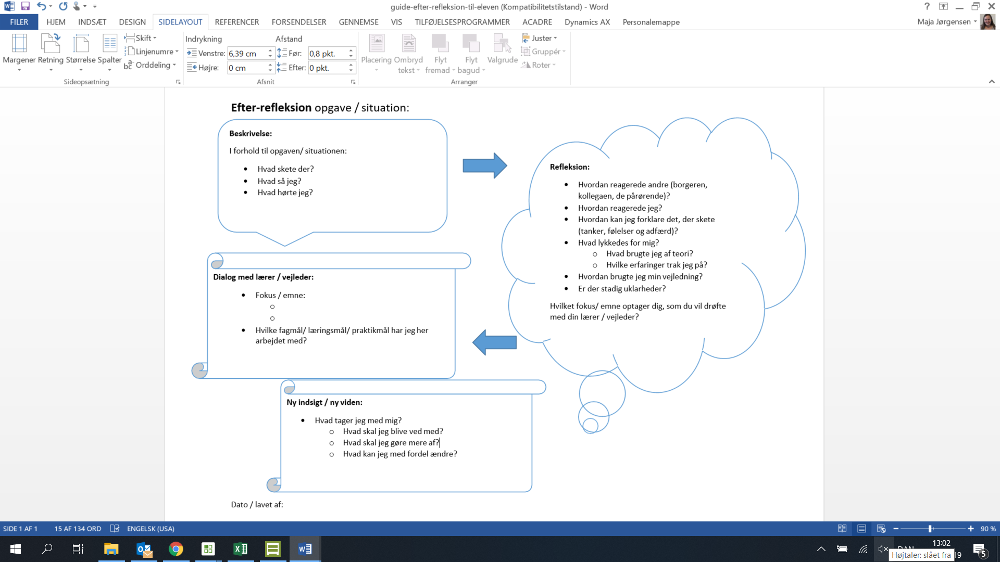 guide-efter-refleksion-til-eleven (Kompatibilitetstilstand) - Word
FILER HJEM INDSÆT DESIGN SIDELAYOUT REFERENCER FORSENDELSER GENNEMSE VIS TILFØJELSESPROGRAMMER ACADRE Dynamics AX Personalemappe
Maja Jørgensen
Margener
Retning
Størrelse
Spalter
Skift
Linjenumre
Orddeling
Sideopsætning
Indrykning
Venstre: 6,39 cm
Højre: 0 cm
Afstand
Før: 0,8 pkt.
Efter: 0 pkt.
Afsnit
Placering
Ombryd
tekst
Flyt
fremad
Flyt
bagud
Valgrude
Juster
Gruppér
Roter
Arranger
Efter-refleksion opgave / situation:
Beskrivelse:
I forhold til opgaven/ situationen:
• Hvad skete der?
• Hvad så jeg?
• Hvad hørte jeg?
Refleksion:
• Hvordan reagerede andre (borgeren,
kollegaen, de pårørende)?
• Hvordan reagerede jeg?
• Hvordan kan jeg forklare det, der skete
(tanker, følelser og adfærd)?
• Hvad lykkedes for mig?
o Hvad brugte jeg af teori?
o Hvilke erfaringer trak jeg på?
• Hvordan brugte jeg min vejledning?
• Er der stadig uklarheder?
Hvilket fokus/ emne optager dig, som du vil drøfte
med din lærer / vejleder?
Dialog med lærer / vejleder:
• Fokus / emne:
o
o
• Hvilke fagmål/ læringsmål/ praktikmål har jeg her
arbejdet med?
Ny indsigt / ny viden:
• Hvad tager jeg med mig?
o Hvad skal jeg blive ved med?
o Hvad skal jeg gøre mere af?
o Hvad kan jeg med fordel ændre?
Dato / lavet af:
SIDE 1 AF 1 15 AF 134 ORD ENGELSK (USA)
90 %
13:02
Højtaler: slået fra
19
5